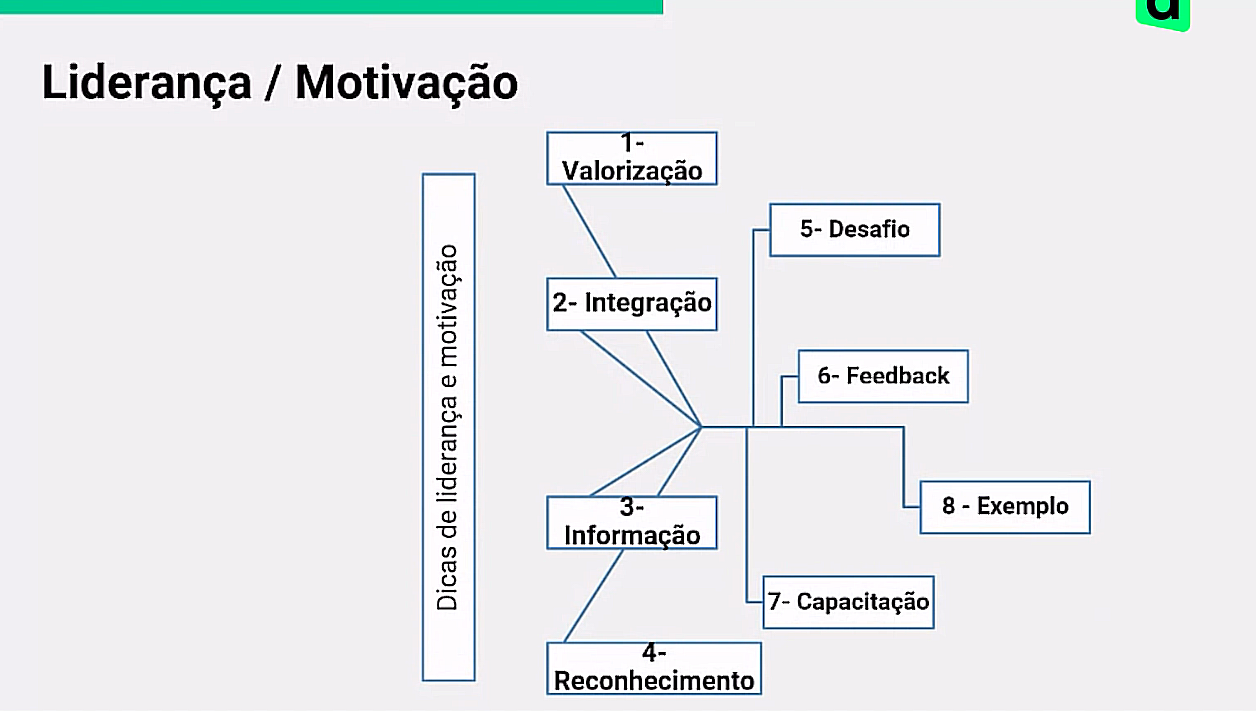 Liderança / Motivação
Dicas de liderança e motivação
1-
Valorização
2- Integração
3-
Informação
4-
Reconhecimento
5- Desafio
6- Feedback
8 - Exemplo
7- Capacitação